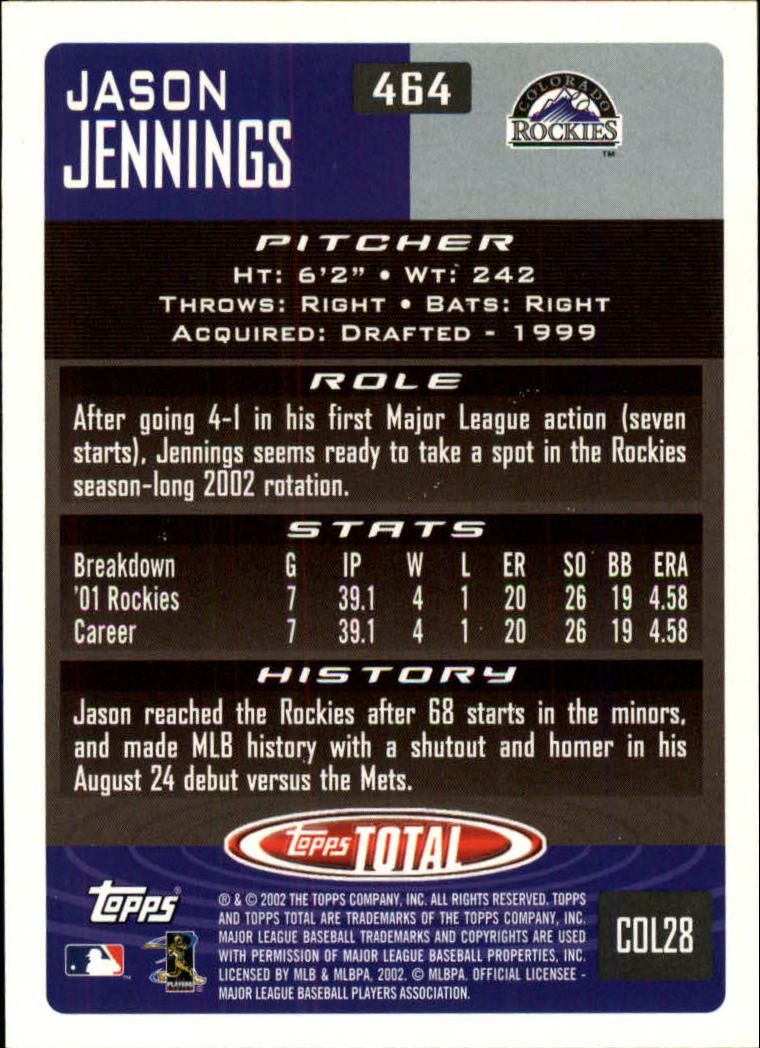 JASON
JENNINGS
464
COLORADO
ROCKIES
TM
PITCHER
HT: 6'2" • WT: 242
THROWS: RIGHT • BATS: RIGHT
ACQUIRED: DRAFTED - 1999
ROLE
After going 4-1 in his first Major League action (seven
starts), Jennings seems ready to take a spot in the Rockies
season-long 2002 rotation.
STATS
Breakdown G IP W L ER SO BB ERA
'01 Rockies 7 39.1 4 1 20 26 19 4.58
Career 7 39.1 4 1 20 26 19 4.58
HISTORY
Jason reached the Rockies after 68 starts in the minors,
and made MLB history with a shutout and homer in his
August 24 debut versus the Mets.
Topps TOTAL
Topps®
® & © 2002 THE TOPPS COMPANY, INC. ALL RIGHTS RESERVED. TOPPS
AND TOPPS TOTAL ARE TRADEMARKS OF THE TOPPS COMPANY, INC.
MAJOR LEAGUE BASEBALL TRADEMARKS AND COPYRIGHTS ARE USED
WITH PERMISSION OF MAJOR LEAGUE BASEBALL PROPERTIES, INC.
LICENSED BY MLB & MLBPA, 2002. © MLBPA. OFFICIAL LICENSEE -
MAJOR LEAGUE BASEBALL PLAYERS ASSOCIATION.
COL28
PLAYERS